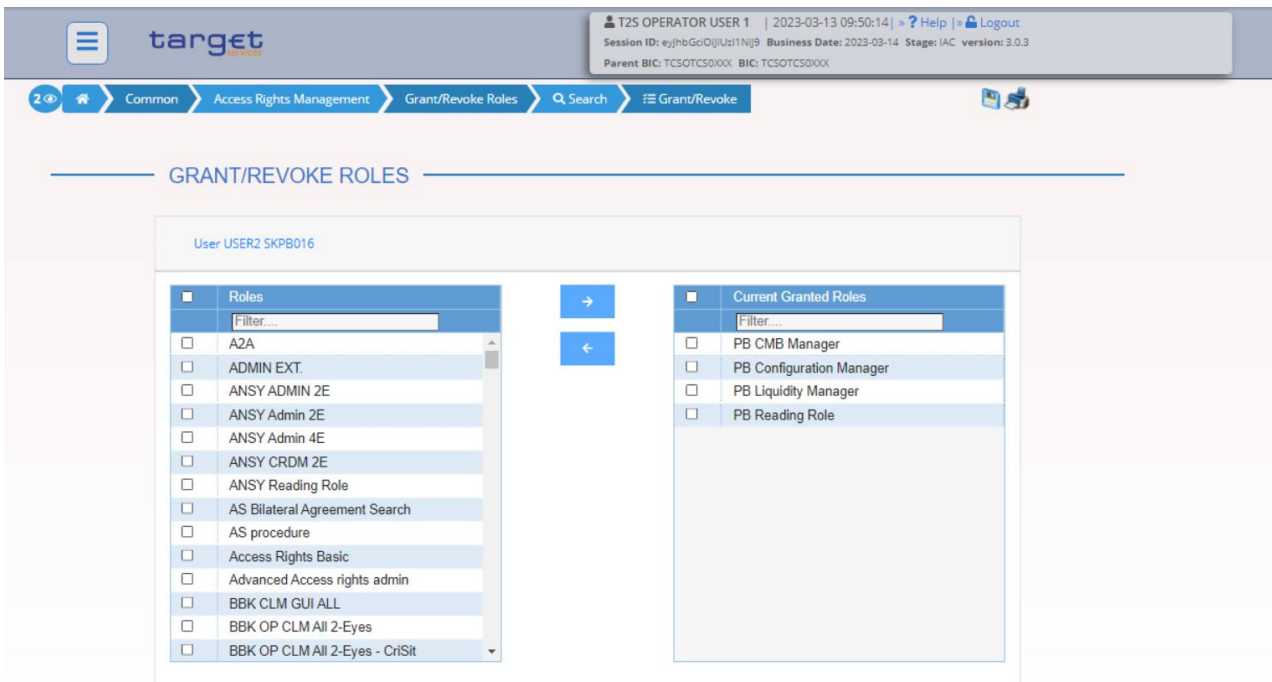 T2S OPERATOR USER 1 | 2023-03-13 09:50:14| » ? Help |» Logout
target
services
Session ID: eyJhbGciOiJIUzI1NiJ9 Business Date: 2023-03-14 Stage: IAC version: 3.0.3
Parent BIC: TCSOTCS0XXX BIC: TCSOTCS0XXX
2 Common Access Rights Management Grant/Revoke Roles Search Grant/Revoke
GRANT/REVOKE ROLES
User USER2 SKPB016
Roles
Filter....
A2A
ADMIN EXT.
ANSY ADMIN 2E
ANSY Admin 2E
ANSY Admin 4E
ANSY CRDM 2E
ANSY Reading Role
AS Bilateral Agreement Search
AS procedure
Access Rights Basic
Advanced Access rights admin
BBK CLM GUI ALL
BBK OP CLM All 2-Eyes
BBK OP CLM All 2-Eyes - CriSit
Current Granted Roles
Filter....
PB CMB Manager
PB Configuration Manager
PB Liquidity Manager
PB Reading Role